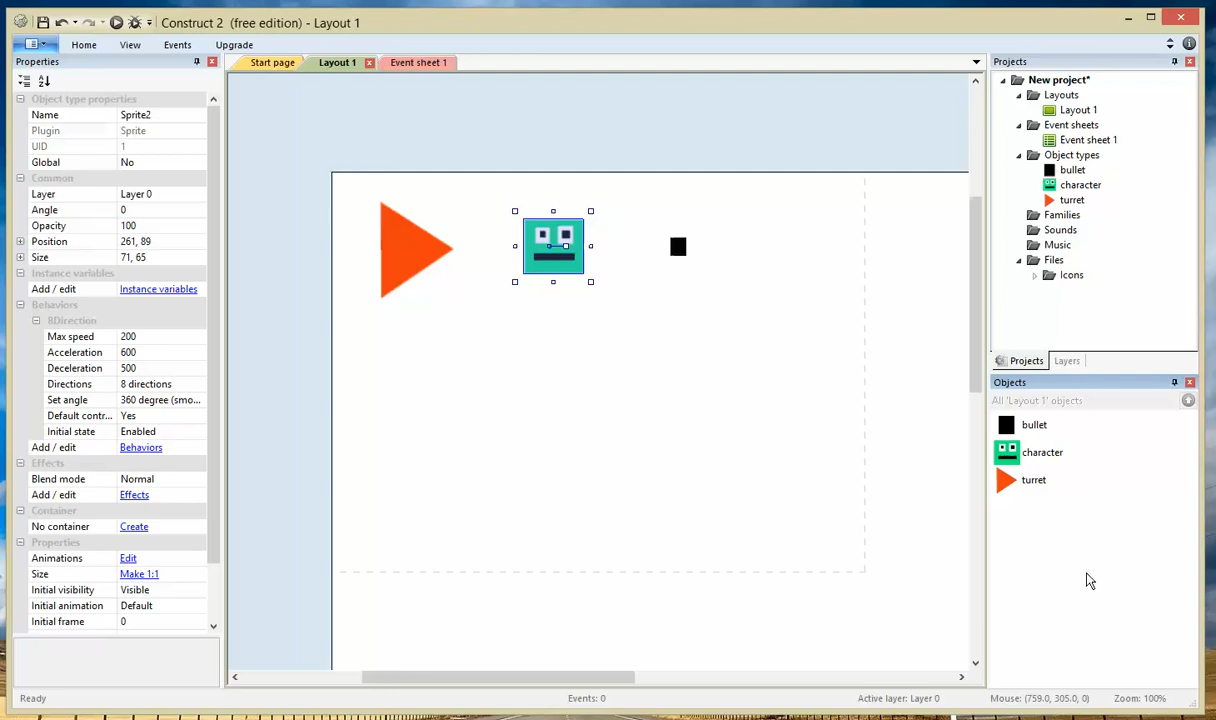 Construct 2 (free edition) - Layout 1
Home View Events Upgrade
Properties
Object type properties
Name Sprite2
Plugin Sprite
UID 1
Global No
Common
Layer Layer 0
Angle 0
Opacity 100
Position 261, 89
Size 71, 65
Instance variables
Add / edit Instance variables
Behaviors
8Direction
Max speed 200
Acceleration 600
Deceleration 500
Directions 8 directions
Set angle 360 degree (smo...
Default contr... Yes
Initial state Enabled
Add / edit Behaviors
Effects
Blend mode Normal
Add / edit Effects
Container
No container Create
Properties
Animations Edit
Size Make 1:1
Initial visibility Visible
Initial animation Default
Initial frame 0
Start page Layout 1 Event sheet 1
Projects
New project*
Layouts
Layout 1
Event sheets
Event sheet 1
Object types
bullet
character
turret
Families
Sounds
Music
Files
Icons
Projects Layers
Objects
All 'Layout 1' objects
bullet
character
turret
Ready Events: 0 Active layer: Layer 0 Mouse: (759.0, 305.0, 0) Zoom: 100%